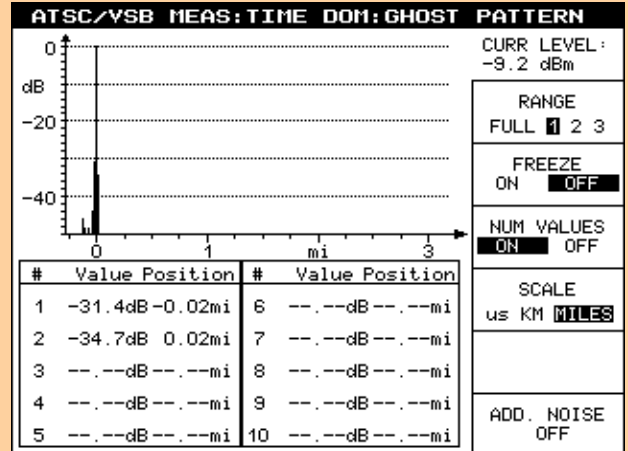 ATSC/VSB MEAS:TIME DOM:GHOST PATTERN
CURR LEVEL:
-9.2 dBm
0
dB
-20
-40
0 1 mi 3
RANGE
FULL 1 2 3
FREEZE
ON OFF
NUM VALUES
ON OFF
SCALE
us KM MILES
ADD. NOISE
OFF
# Value Position # Value Position
1 -31.4dB -0.02mi 6 --.--dB --.--mi
2 -34.7dB 0.02mi 7 --.--dB --.--mi
3 --.--dB --.--mi 8 --.--dB --.--mi
4 --.--dB --.--mi 9 --.--dB --.--mi
5 --.--dB --.--mi 10 --.--dB --.--mi